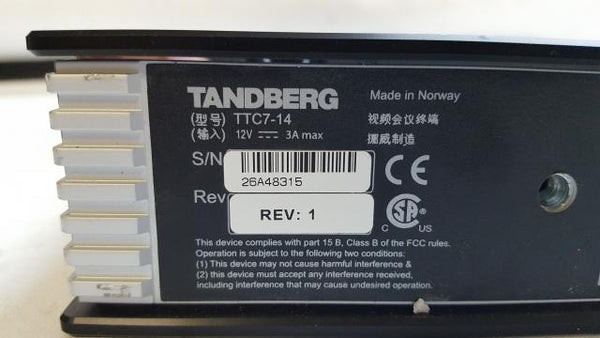 TANDBERG
Made in Norway
(型号) TTC7-14
视频会议终端
(输入) 12V ⎓ 3A max
挪威制造
S/N
26A48315
CE
Rev
REV: 1
SA
C US
This device complies with part 15 B, Class B of the FCC rules.
Operation is subject to the following two conditions:
(1) This device may not cause harmful interference &
(2) this device must accept any interference received,
including interference that may cause undesired operation.